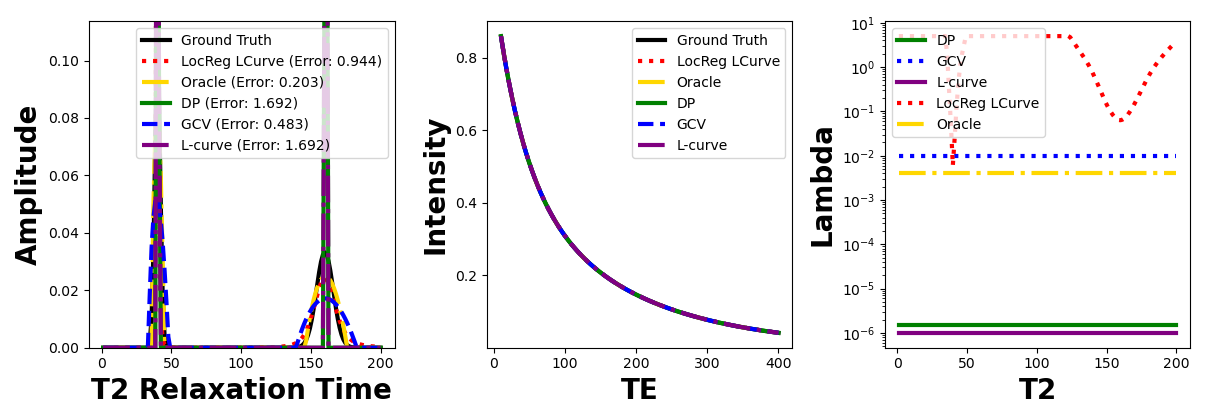 Amplitude
0.00
0.02
0.04
0.06
0.08
0.10
0
50
100
150
200
T2 Relaxation Time
Ground Truth
LocReg LCurve (Error: 0.944)
Oracle (Error: 0.203)
DP (Error: 1.692)
GCV (Error: 0.483)
L-curve (Error: 1.692)
Intensity
0.2
0.4
0.6
0.8
0
100
200
300
400
TE
Ground Truth
LocReg LCurve
Oracle
DP
GCV
L-curve
Lambda
10^1
10^0
10^-1
10^-2
10^-3
10^-4
10^-5
10^-6
0
50
100
150
200
T2
DP
GCV
L-curve
LocReg LCurve
Oracle